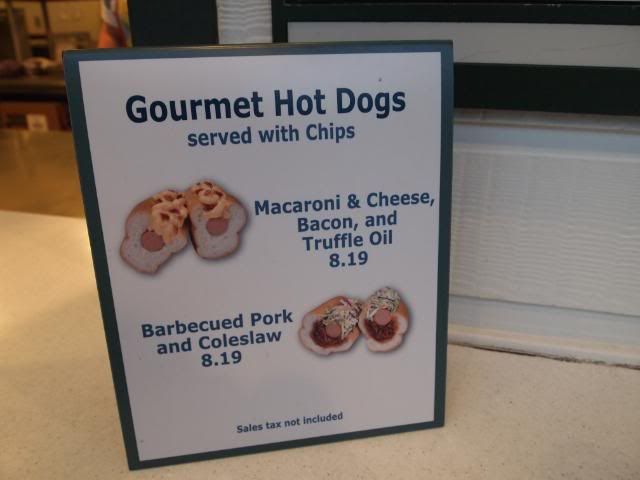 Gourmet Hot Dogs
served with Chips
Macaroni & Cheese,
Bacon, and
Truffle Oil
8.19
Barbecued Pork
and Coleslaw
8.19
Sales tax not included